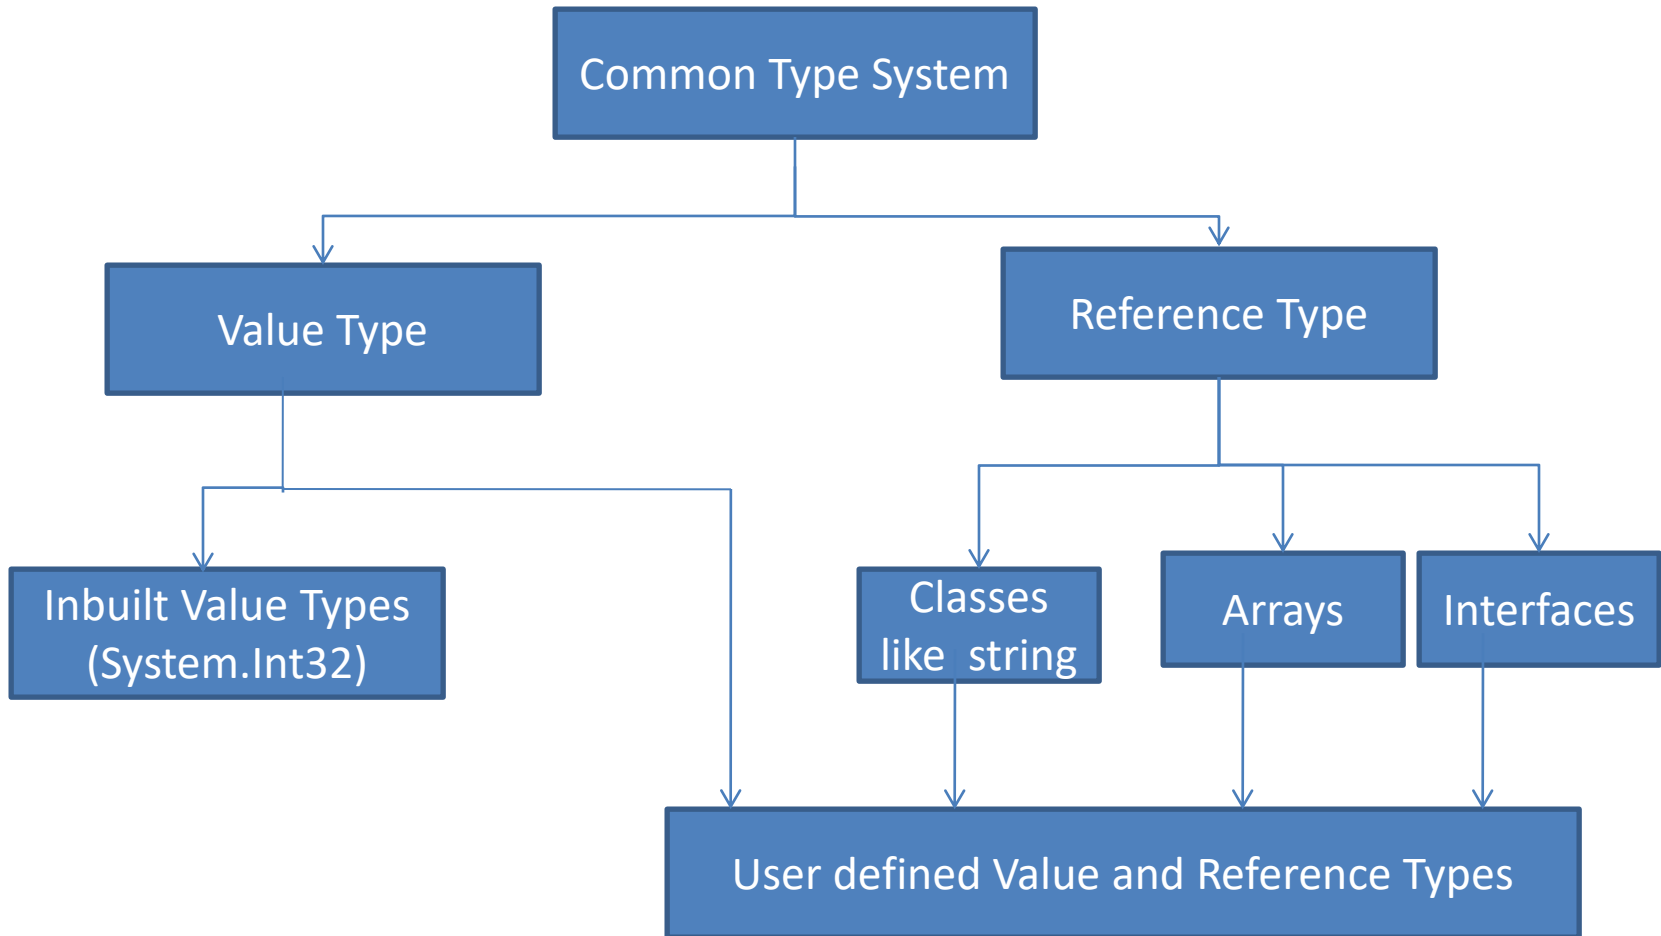 Common Type System
Value Type
Reference Type
Inbuilt Value Types
(System.Int32)
Classes
like  string
Arrays
Interfaces
User defined Value and Reference Types